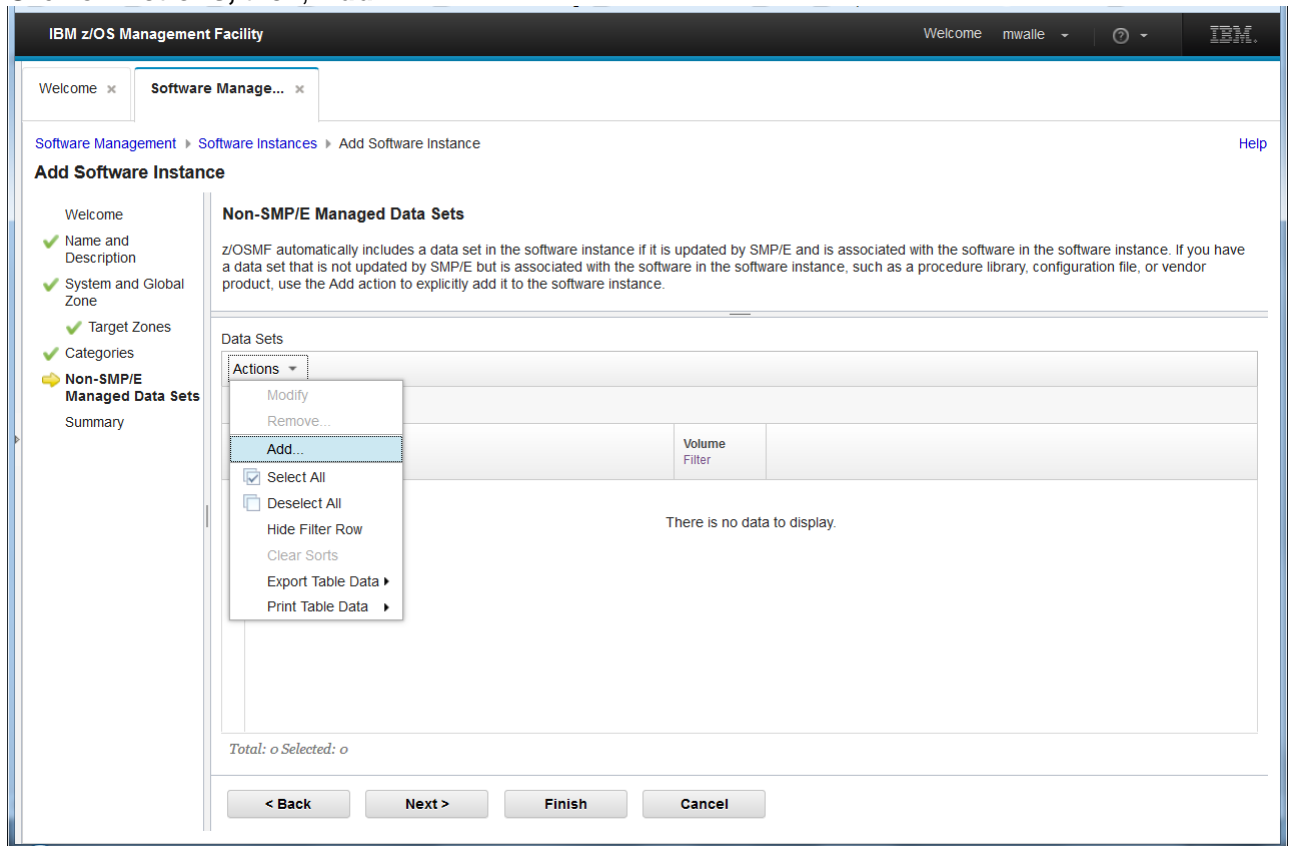 IBM z/OS Management Facility
Welcome mwalle
IBM.
Welcome
Software Manage...
Software Management Software Instances Add Software Instance
Help
Add Software Instance
Welcome
Name and
Description
System and Global
Zone
Target Zones
Categories
Non-SMP/E
Managed Data Sets
Summary
Non-SMP/E Managed Data Sets
z/OSMF automatically includes a data set in the software instance if it is updated by SMP/E and is associated with the software in the software instance. If you have
a data set that is not updated by SMP/E but is associated with the software in the software instance, such as a procedure library, configuration file, or vendor
product, use the Add action to explicitly add it to the software instance.
Data Sets
Actions
Modify
Remove...
Add...
Select All
Deselect All
Hide Filter Row
Clear Sorts
Export Table Data
Print Table Data
Volume
Filter
There is no data to display.
Total: 0 Selected: 0
< Back
Next >
Finish
Cancel